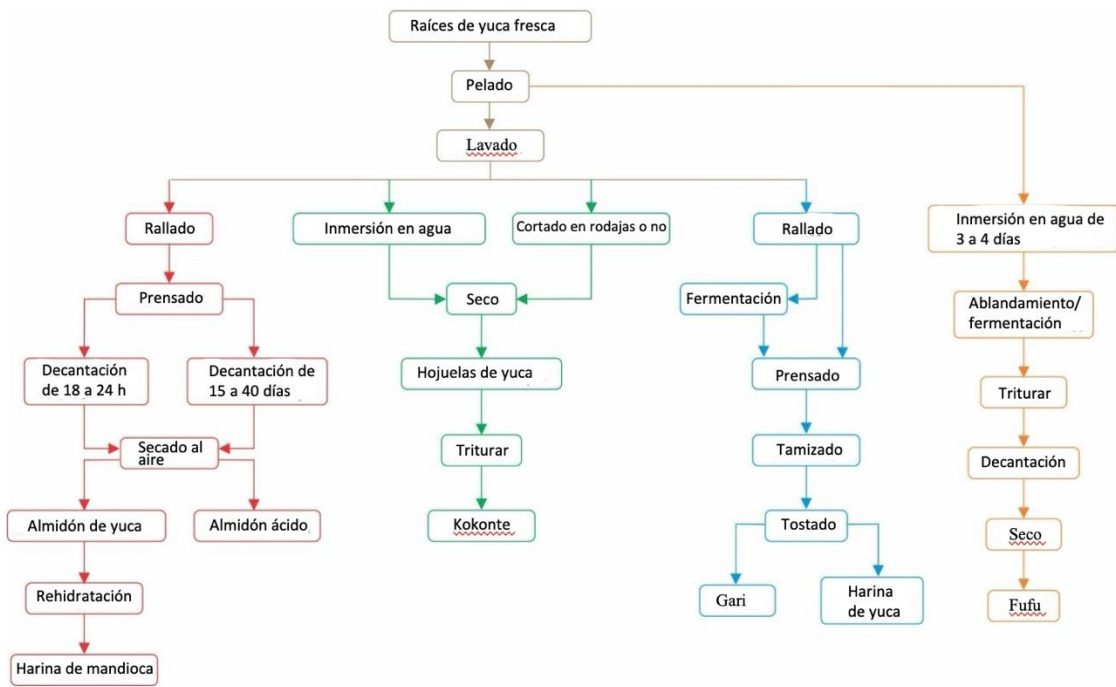 Raíces de yuca fresca
Pelado
Lavado
Rallado
Inmersión en agua
Cortado en rodajas o no
Rallado
Inmersión en agua de
3 a 4 días
Prensado
Seco
Fermentación
Ablandamiento/
fermentación
Decantación
de 18 a 24 h
Decantación de
15 a 40 días
Hojuelas de yuca
Prensado
Triturar
Secado al
aire
Triturar
Tamizado
Decantación
Almidón de yuca
Almidón ácido
Kokonte
Tostado
Seco
Rehidratación
Gari
Harina
de yuca
Fufu
Harina de mandioca